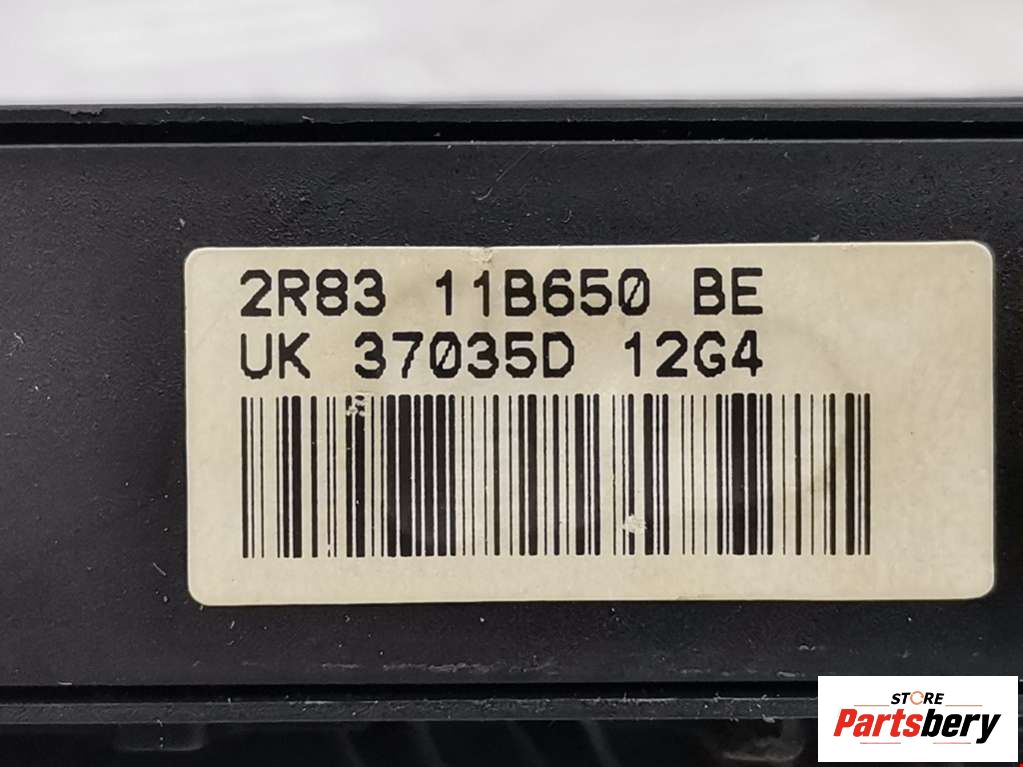 2R83 11B650 BE
UK 37035D 12G4
STORE
Partsbery